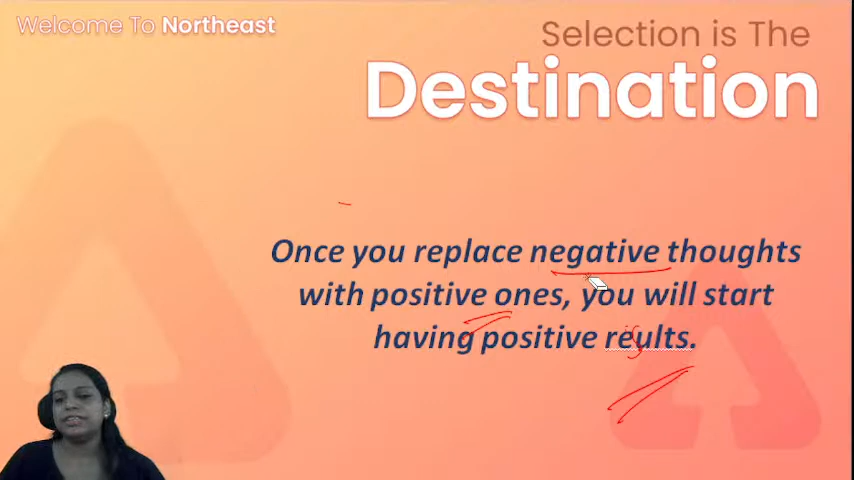 Welcome To Northeast
Selection is The
Destination
Once you replace negative thoughts
with positive ones, you will start
having positive reults.
s